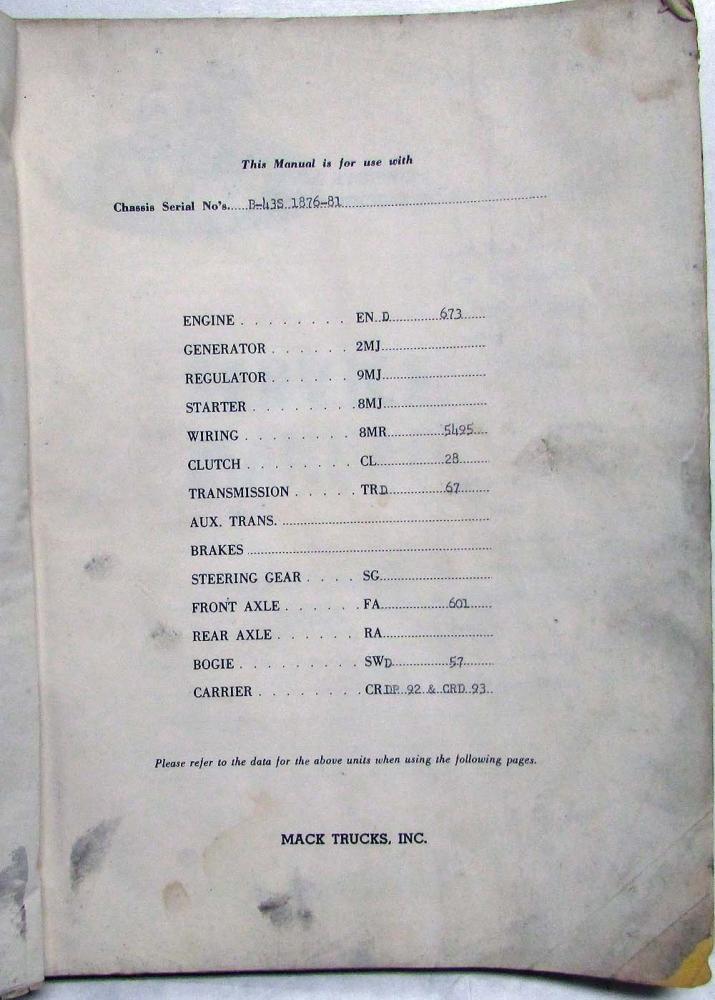 This Manual is for use with
Chassis Serial No's.....B-43S 1876-81
ENGINE . . . . . . . . EN D 673
GENERATOR . . . . . . 2MJ
REGULATOR . . . . . . 9MJ
STARTER . . . . . . . . 8MJ
WIRING . . . . . . . . 8MR 5495
CLUTCH . . . . . . . . CL 28
TRANSMISSION . . . . . TRD 67
AUX. TRANS.
BRAKES
STEERING GEAR . . . . SG
FRONT AXLE . . . . . . FA 601
REAR AXLE . . . . . . RA
BOGIE . . . . . . . . . SWD 57
CARRIER . . . . . . . . CRDP 92 & CRD 93
Please refer to the data for the above units when using the following pages.
MACK TRUCKS, INC.